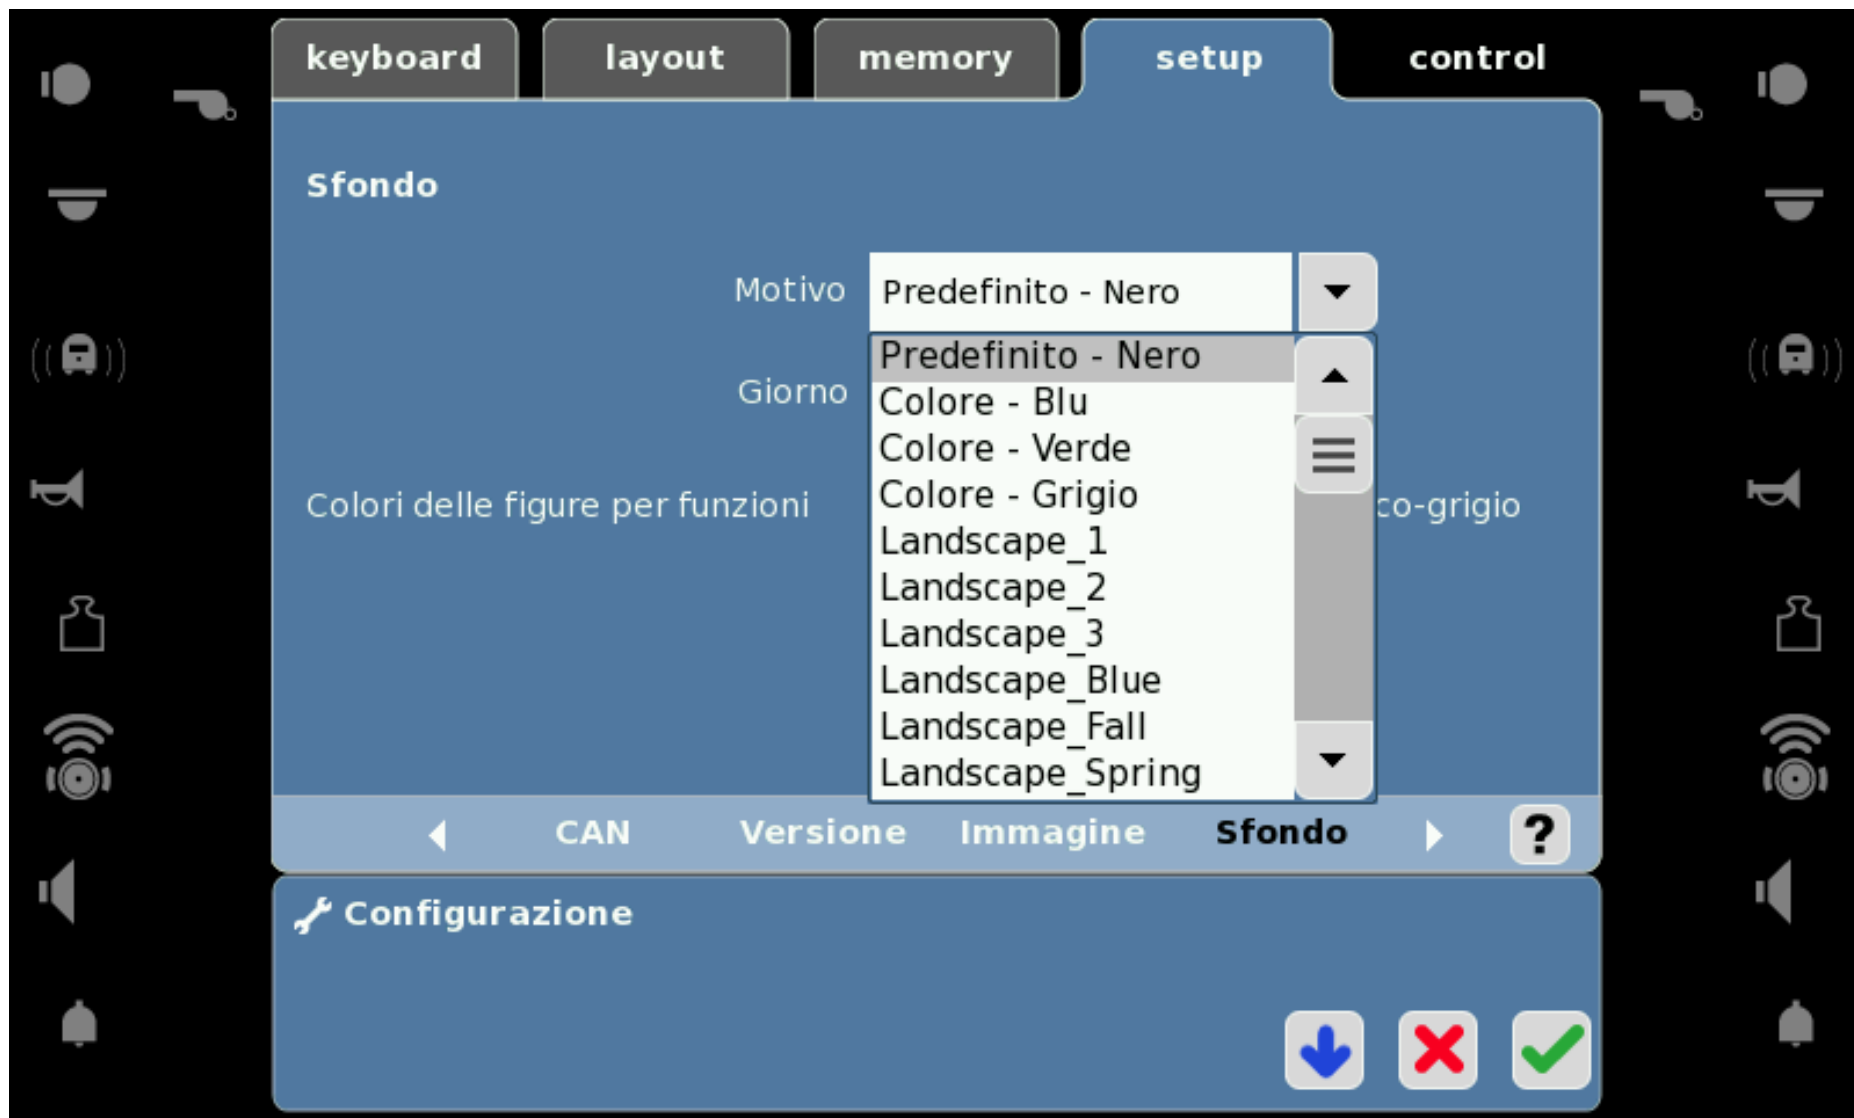 keyboard layout memory setup control
Sfondo
Motivo Predefinito - Nero
Predefinito - Nero
Giorno
Colore - Blu
Colore - Verde
Colore - Grigio
Colori delle figure per funzioni co-grigio
Landscape_1
Landscape_2
Landscape_3
Landscape_Blue
Landscape_Fall
Landscape_Spring
CAN Versione Immagine Sfondo ?
Configurazione